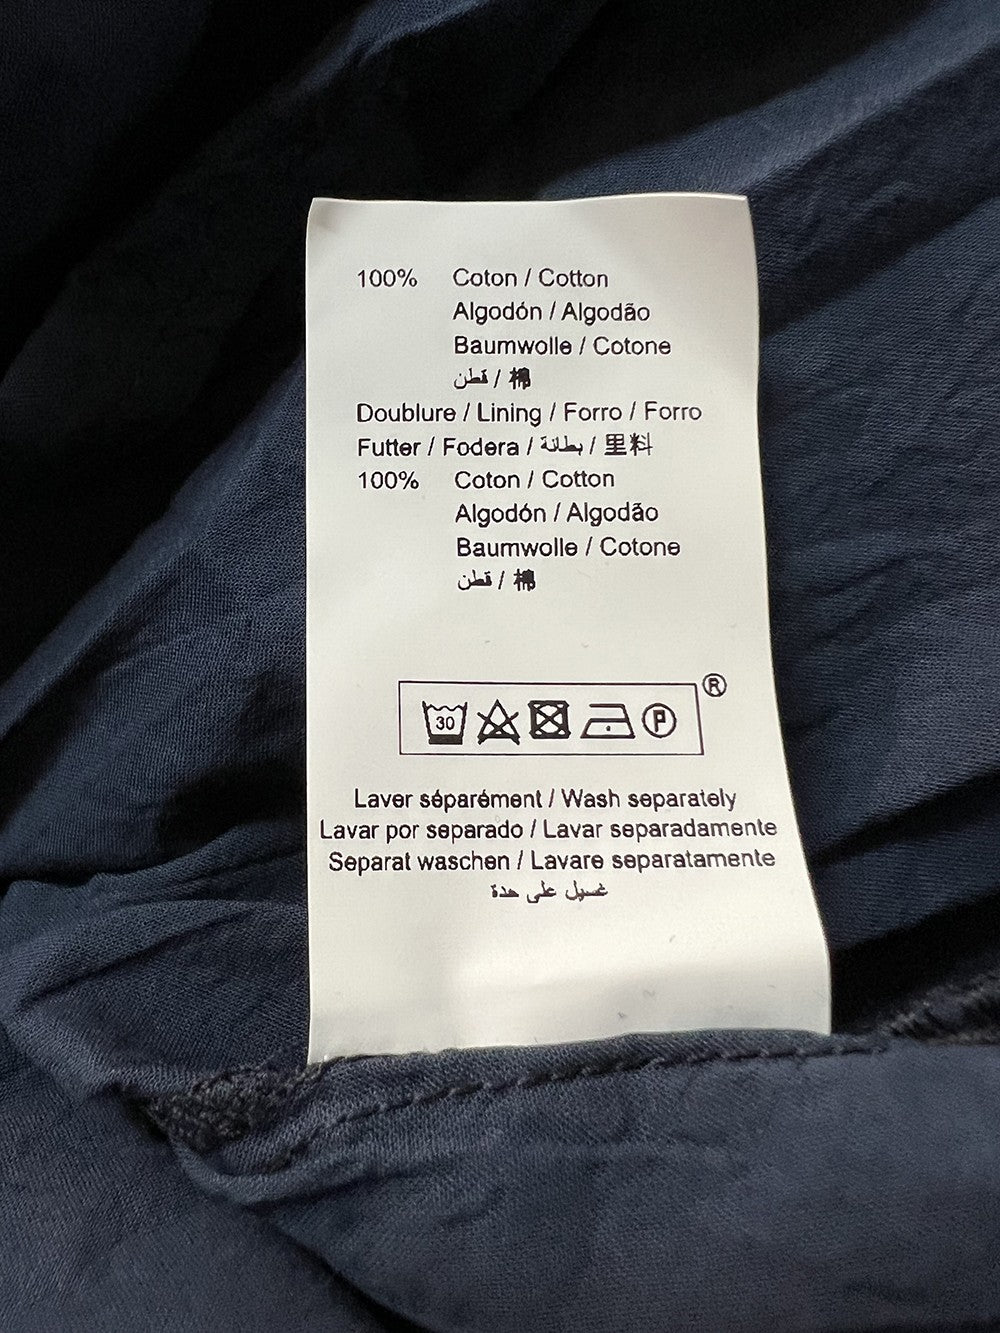 100% Coton / Cotton
Algodón / Algodão
Baumwolle / Cotone
قطن / 棉
Doublure / Lining / Forro / Forro
Futter / Fodera / بطانة / 里料
100% Coton / Cotton
Algodón / Algodão
Baumwolle / Cotone
قطن / 棉
®
30 P
Laver séparément / Wash separately
Lavar por separado / Lavar separadamente
Separat waschen / Lavare separatamente
غسيل على حدة